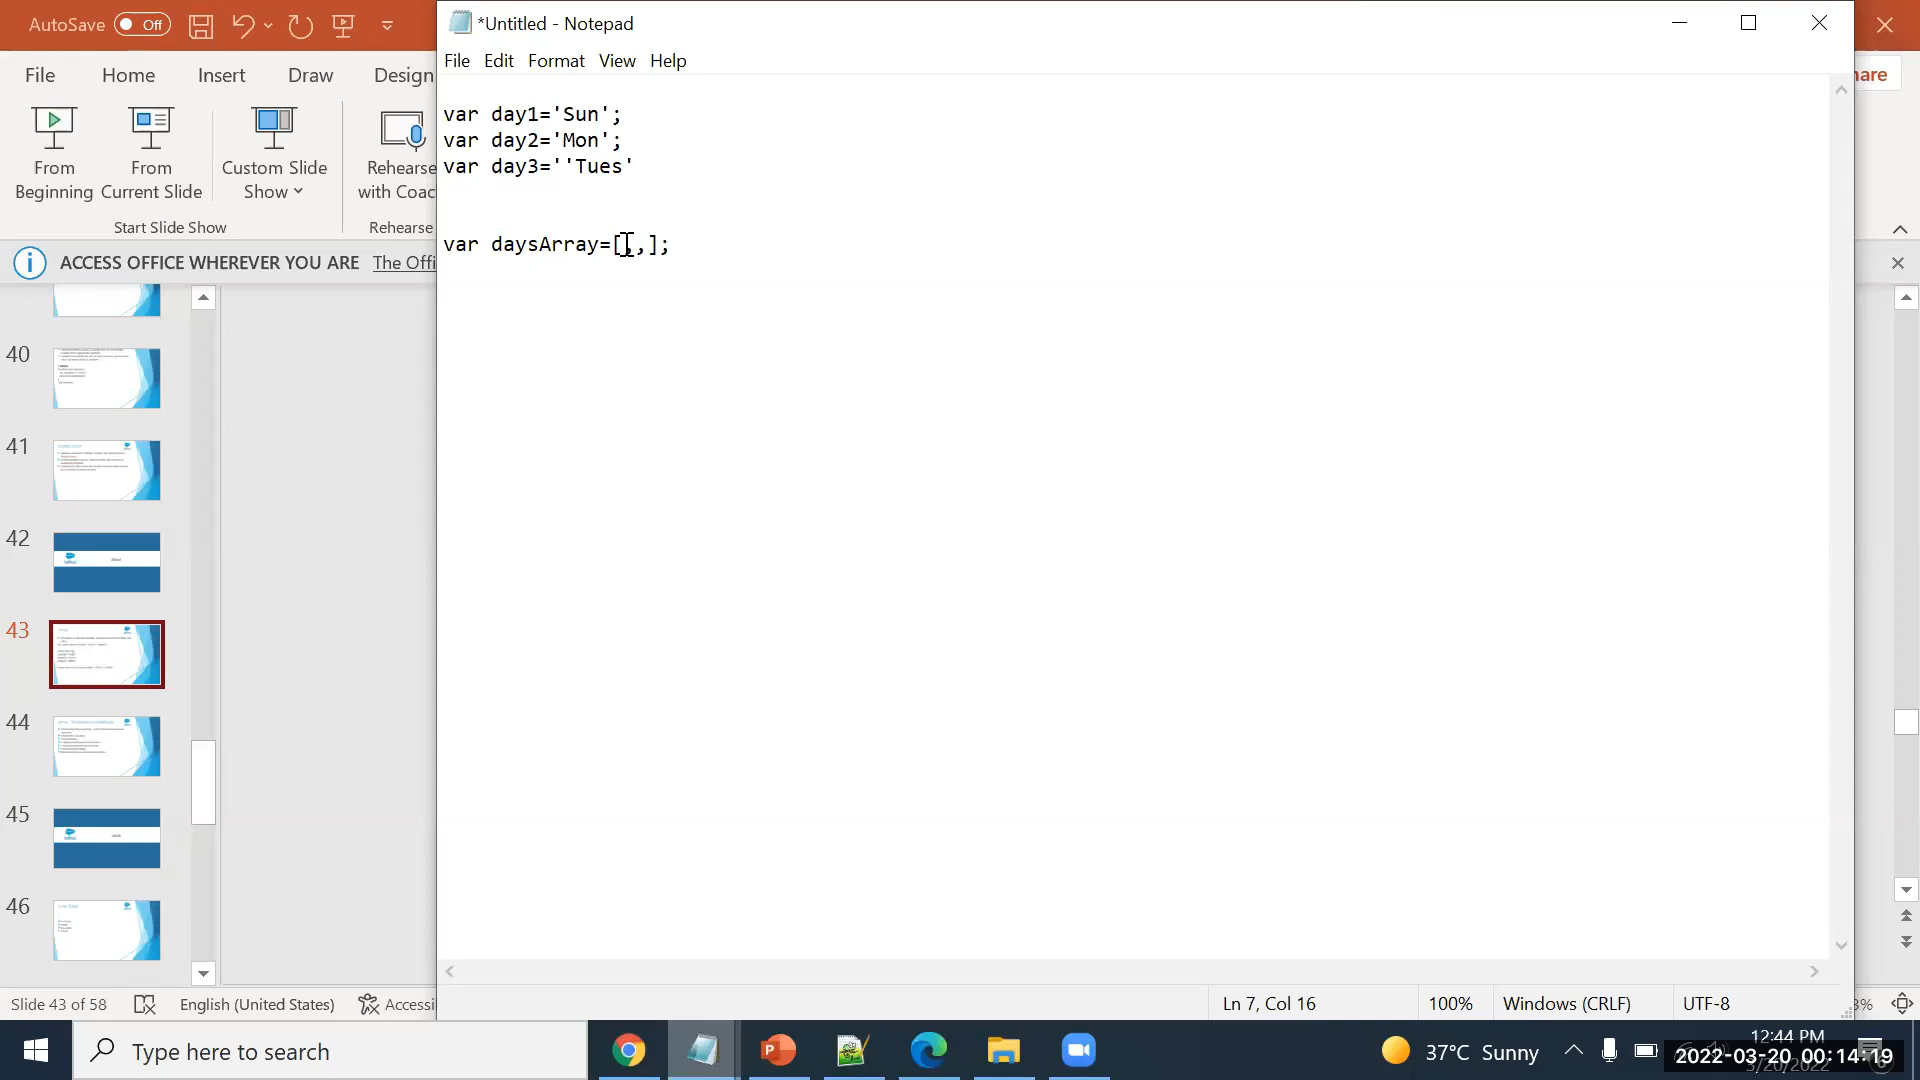 AutoSave Off
*Untitled - Notepad
File Home Insert Draw Design
File Edit Format View Help
hare
From Beginning
From Current Slide
Custom Slide Show
Rehearse with Coac
Start Slide Show
Rehearse
ACCESS OFFICE WHEREVER YOU ARE The Offi
var day1='Sun';
var day2='Mon';
var day3=''Tues'
var daysArray=[,,];
40
41
42
43
44
45
46
Slide 43 of 58 English (United States) Accessi
Ln 7, Col 16 100% Windows (CRLF) UTF-8
Type here to search
37°C Sunny
12:44 PM
3/20/2022
2022-03-20 00:14:19